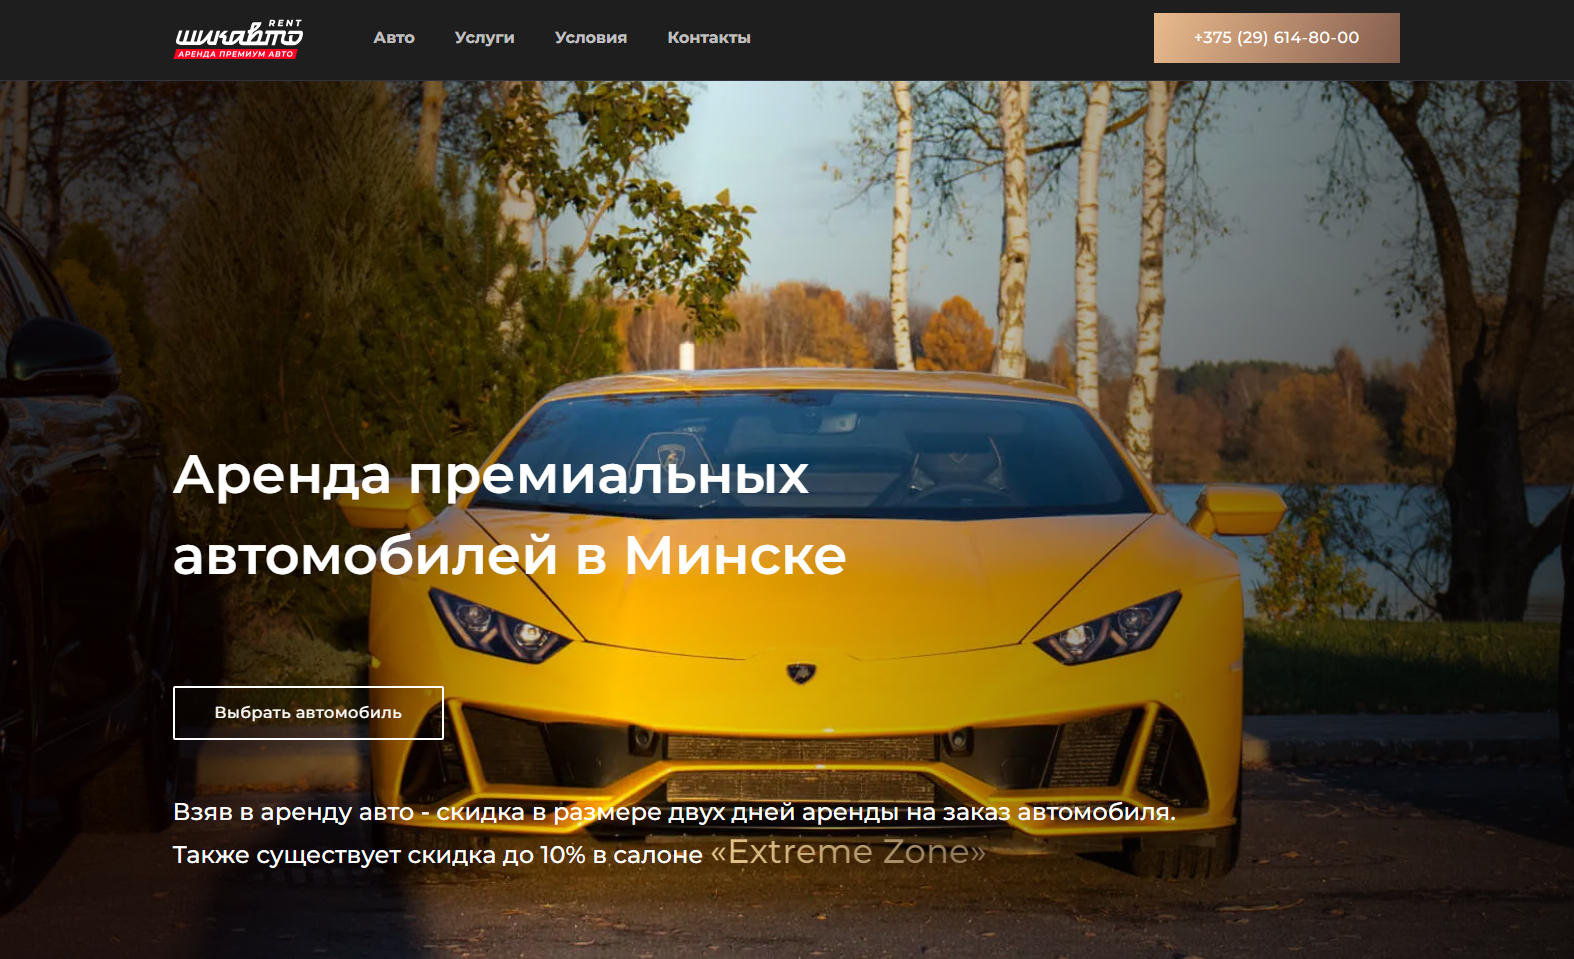 RENT
шикавто
АРЕНДА ПРЕМИУМ АВТО
Авто
Услуги
Условия
Контакты
+375 (29) 614-80-00
Аренда премиальных
автомобилей в Минске
Выбрать автомобиль
Взяв в аренду авто - скидка в размере двух дней аренды на заказ автомобиля.
Также существует скидка до 10% в салоне «Extreme Zone»